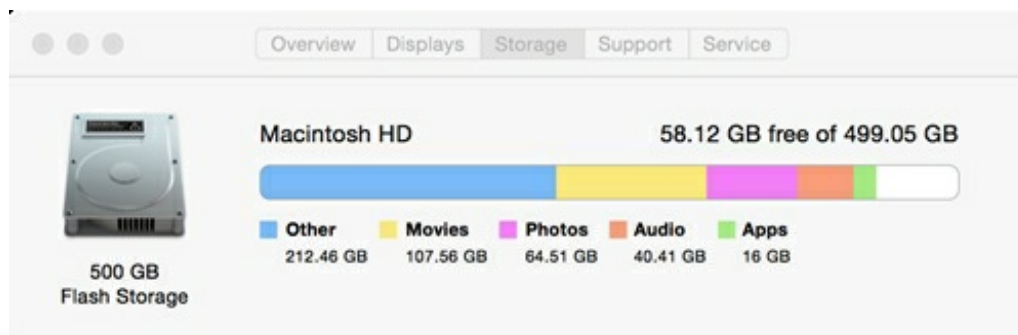 Overview Displays Storage Support Service
Macintosh HD 58.12 GB free of 499.05 GB
Other Movies Photos Audio Apps
212.46 GB 107.56 GB 64.51 GB 40.41 GB 16 GB
500 GB
Flash Storage